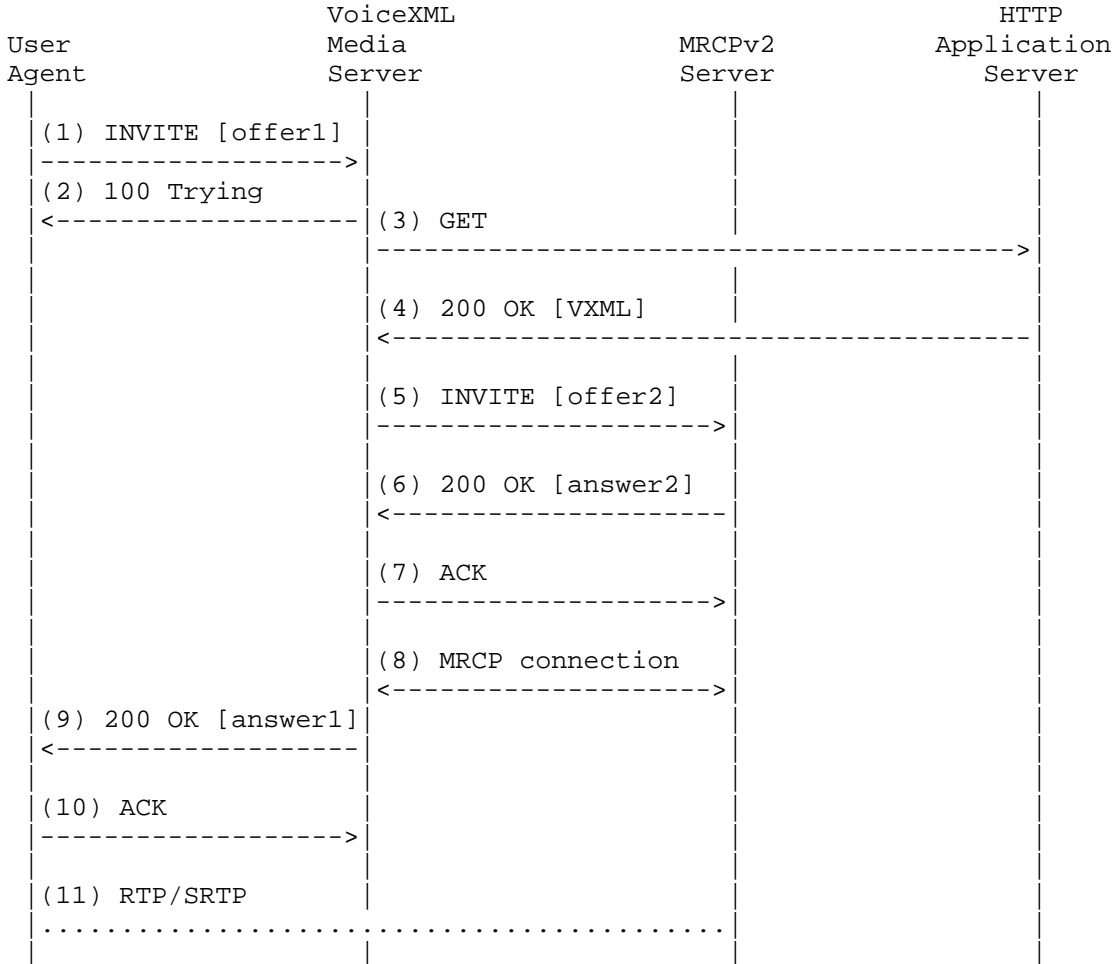 VoiceXML HTTP
User Media MRCPv2 Application
Agent Server Server Server
(1) INVITE [offer1]
(2) 100 Trying
(3) GET
(4) 200 OK [VXML]
(5) INVITE [offer2]
(6) 200 OK [answer2]
(7) ACK
(8) MRCP connection
(9) 200 OK [answer1]
(10) ACK
(11) RTP/SRTP